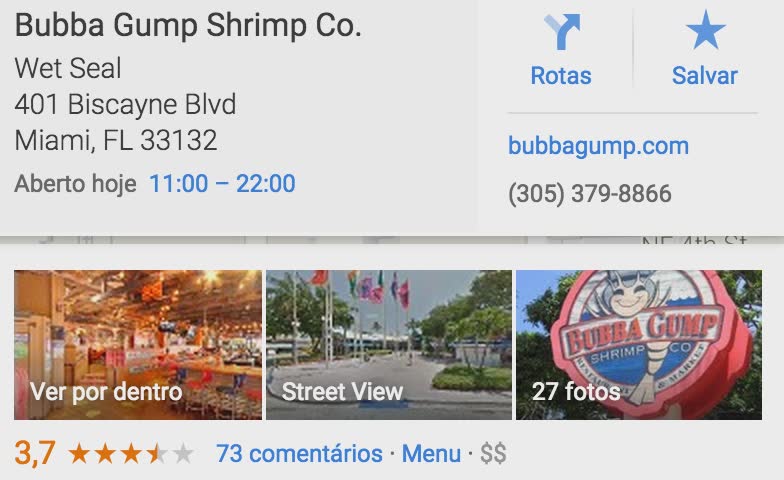 Bubba Gump Shrimp Co.
Wet Seal
401 Biscayne Blvd
Miami, FL 33132
Aberto hoje 11:00 – 22:00
Rotas
Salvar
bubbagump.com
(305) 379-8866
NE 4th St
Ver por dentro
Street View
BUBBA GUMP
SHRIMP CO
& MARKET
27 fotos
3,7
73 comentários · Menu · $$